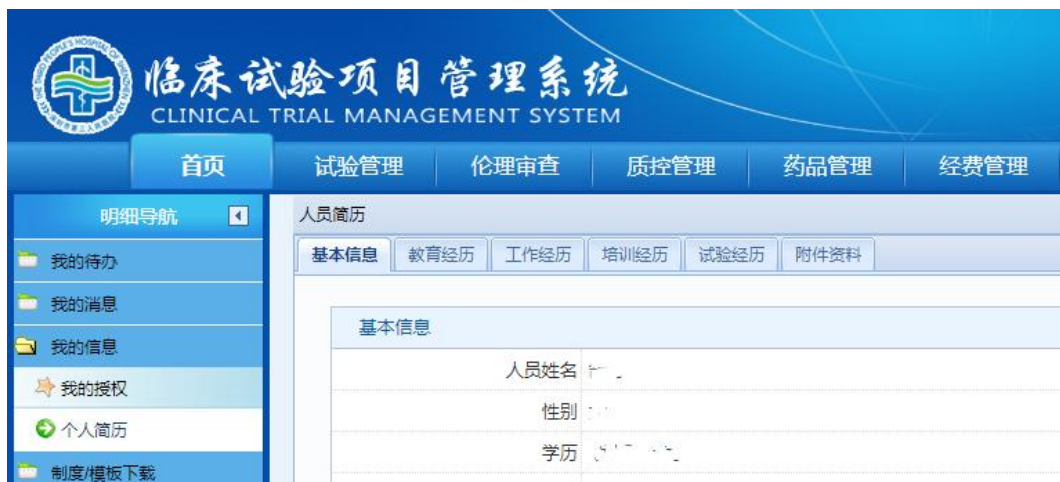 临床试验项目管理系统
CLINICAL TRIAL MANAGEMENT SYSTEM
首页 试验管理 伦理审查 质控管理 药品管理 经费管理
明细导航
我的待办
我的消息
我的信息
我的授权
个人简历
制度/模板下载
人员简历
基本信息 教育经历 工作经历 培训经历 试验经历 附件资料
基本信息
人员姓名
性别
学历